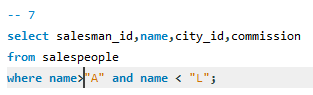 -- 7
select salesman_id,name,city_id,commission
from salespeople
where name>"A" and name < "L";